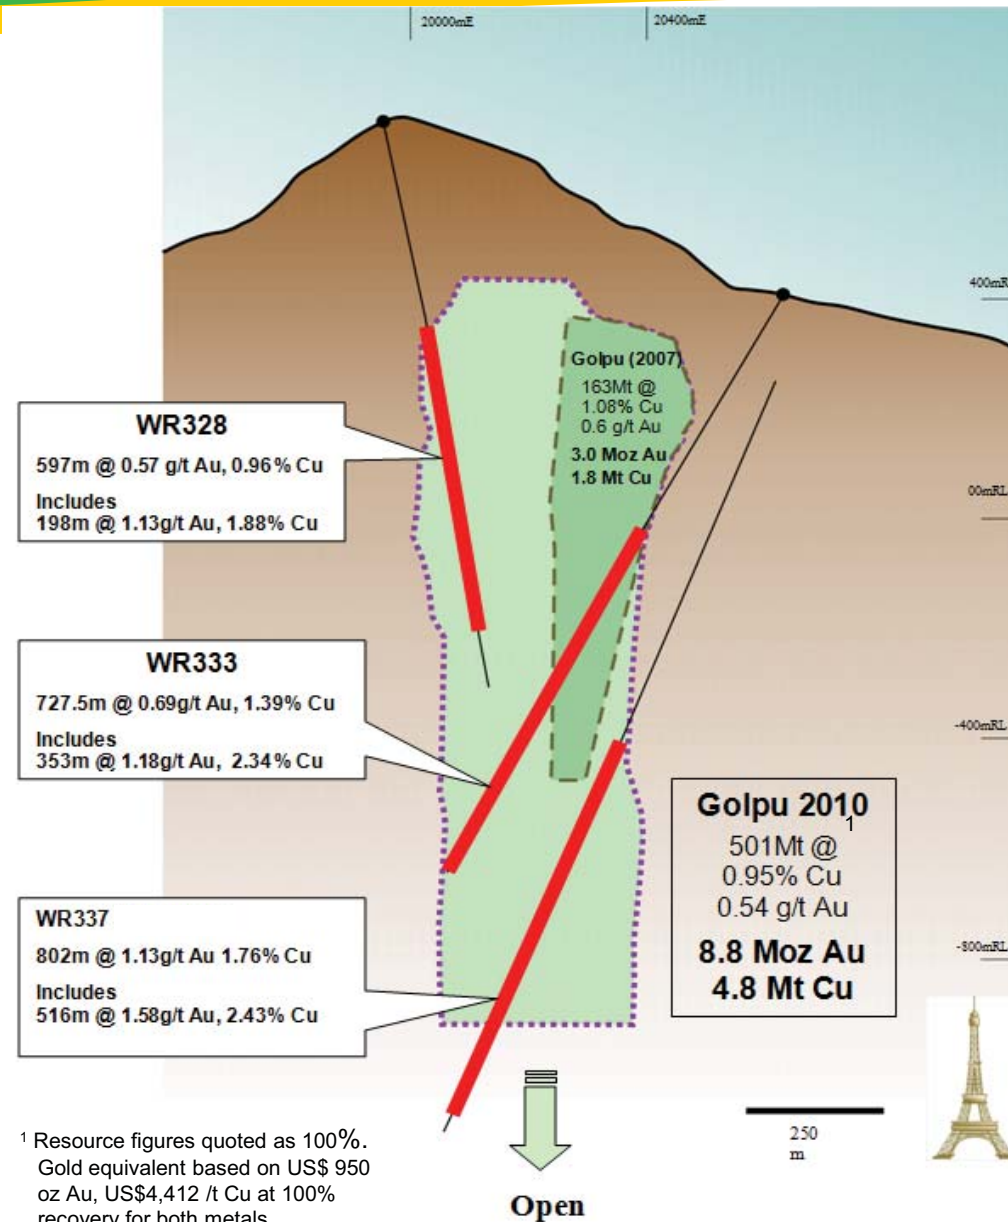 20000mE
20400mE
400mR
Golpu (2007)
163Mt @
1.08% Cu
0.6 g/t Au
3.0 Moz Au
1.8 Mt Cu
WR328
597m @ 0.57 g/t Au, 0.96% Cu
Includes
198m @ 1.13g/t Au, 1.88% Cu
00mRL
WR333
727.5m @ 0.69g/t Au, 1.39% Cu
Includes
353m @ 1.18g/t Au, 2.34% Cu
-400mRL
Golpu 2010
1
501Mt @
0.95% Cu
0.54 g/t Au
8.8 Moz Au
4.8 Mt Cu
WR337
802m @ 1.13g/t Au 1.76% Cu
Includes
516m @ 1.58g/t Au, 2.43% Cu
-800mRL
250
m
1 Resource figures quoted as 100%.
Gold equivalent based on US$ 950
oz Au, US$4,412 /t Cu at 100%
recovery for both metals
Open